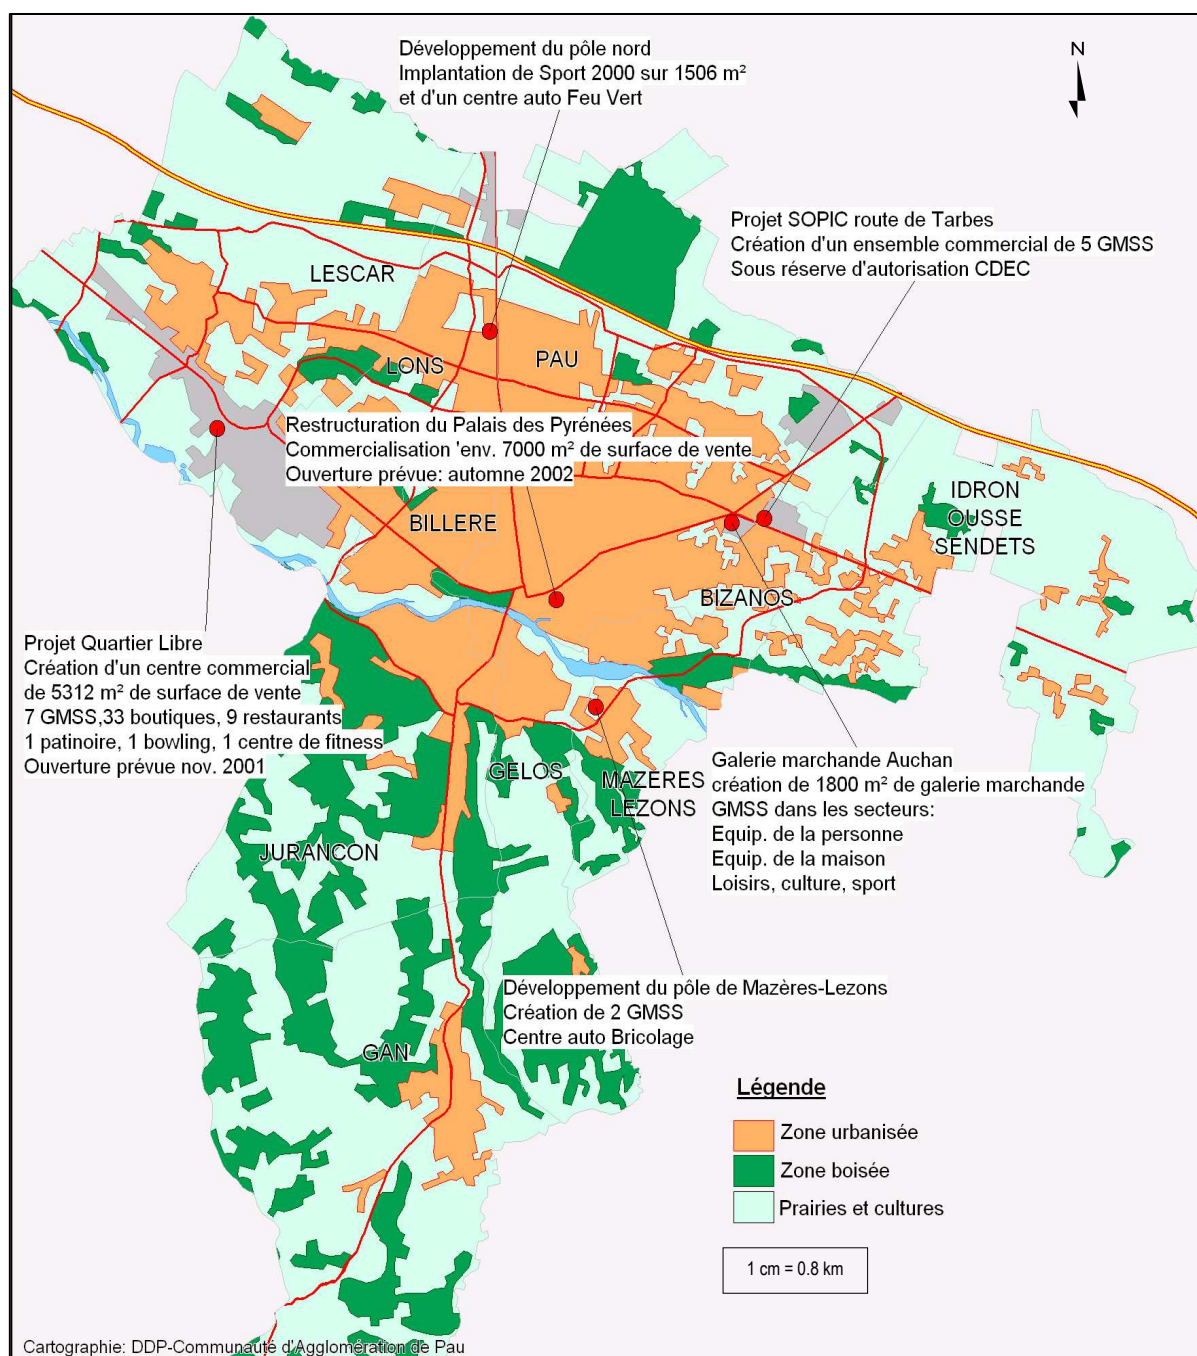 Développement du pôle nord
Implantation de Sport 2000 sur 1506 m²
et d'un centre auto Feu Vert
N
Projet SOPIC route de Tarbes
Création d'un ensemble commercial de 5 GMSS
Sous réserve d'autorisation CDEC
LESCAR
LONS
PAU
Restructuration du Palais des Pyrénées
Commercialisation 'env. 7000 m² de surface de vente
Ouverture prévue: automne 2002
BILLERE
IDRON
OUSSE
SENDETS
BIZANOS
Projet Quartier Libre
Création d'un centre commercial
de 5312 m² de surface de vente
7 GMSS,33 boutiques, 9 restaurants
1 patinoire, 1 bowling, 1 centre de fitness
Ouverture prévue nov. 2001
GELOS
MAZERES
LEZONS
Galerie marchande Auchan
création de 1800 m² de galerie marchande
GMSS dans les secteurs:
Equip. de la personne
Equip. de la maison
Loisirs, culture, sport
JURANCON
Développement du pôle de Mazères-Lezons
Création de 2 GMSS
Centre auto Bricolage
GAN
Légende
Zone urbanisée
Zone boisée
Prairies et cultures
1 cm = 0.8 km
Cartographie: DDP-Communauté d'Agglomération de Pau